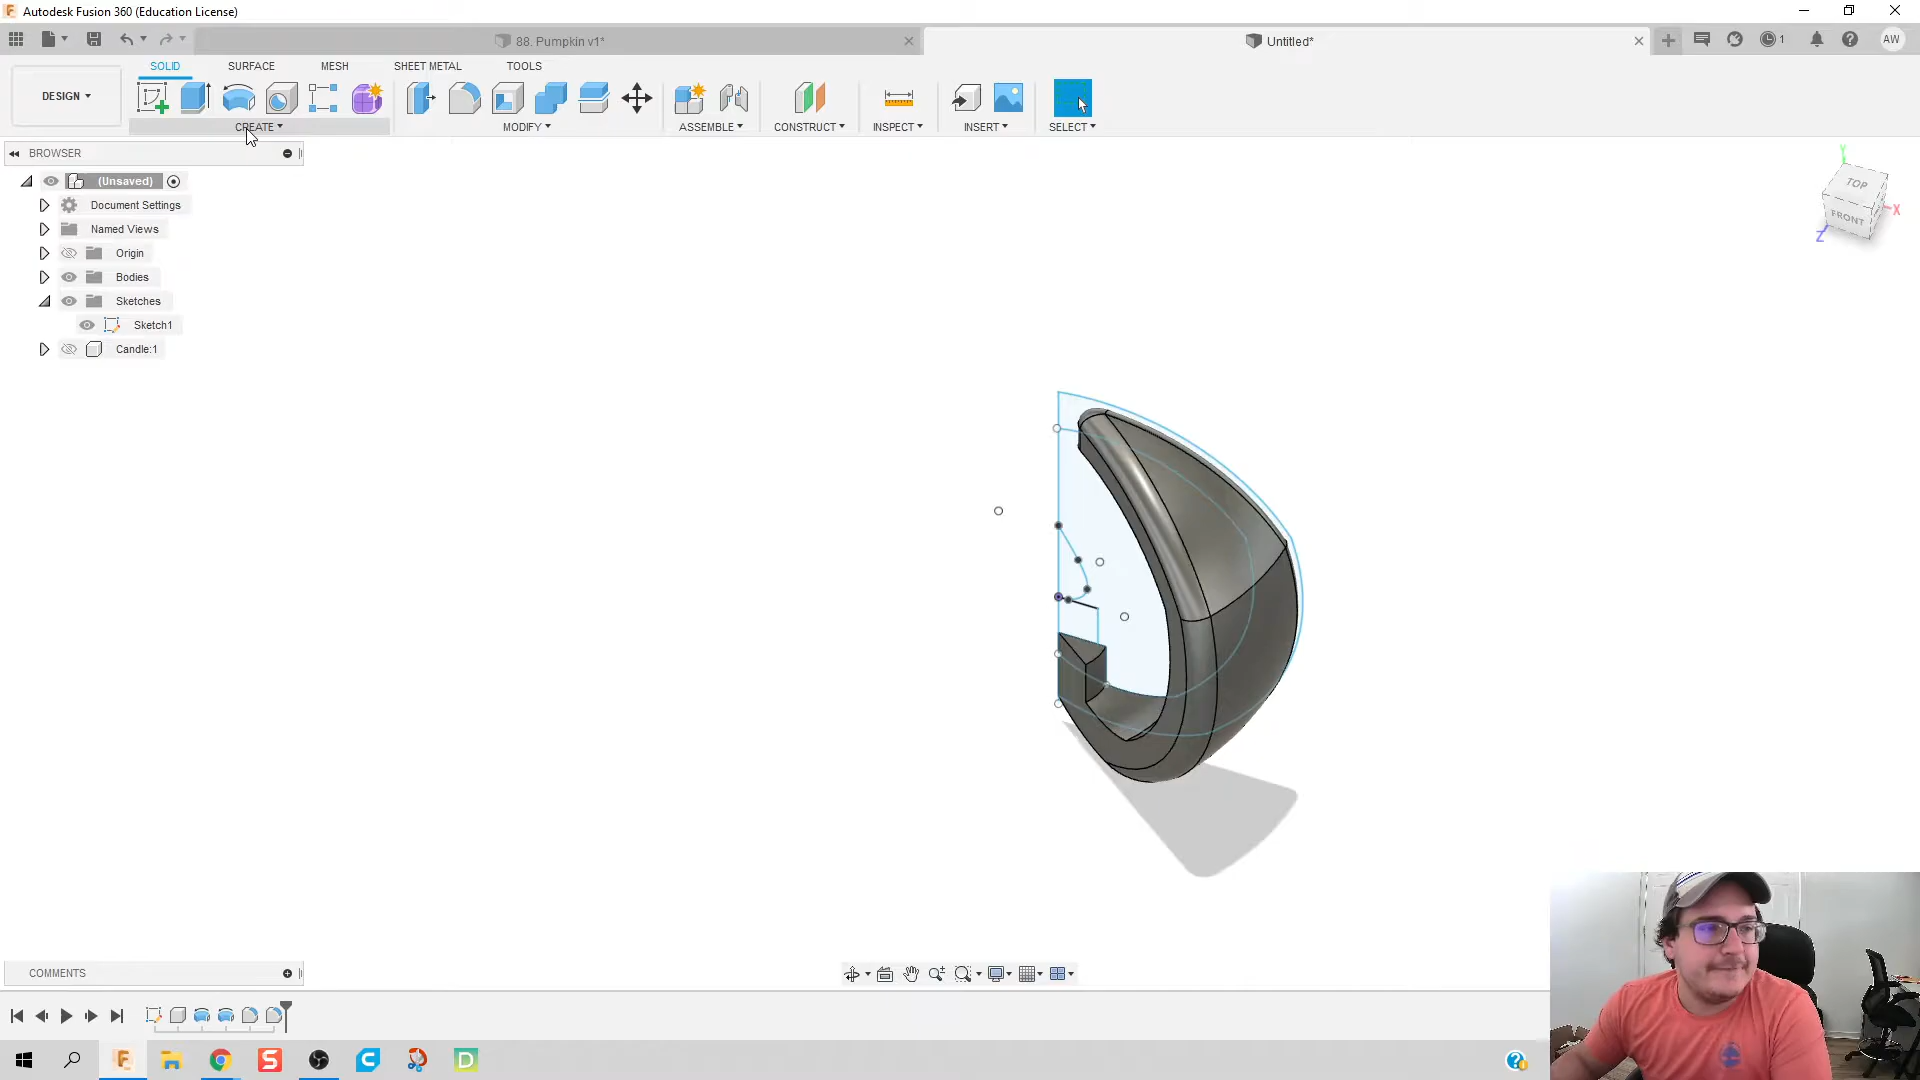 Autodesk Fusion 360 (Education License)
88. Pumpkin v1*
Untitled*
1
AW
SOLID
SURFACE
MESH
SHEET METAL
TOOLS
DESIGN
CREATE
MODIFY
ASSEMBLE
CONSTRUCT
INSPECT
INSERT
SELECT
BROWSER
(Unsaved)
Document Settings
Named Views
Origin
Bodies
Sketches
Sketch1
Candle:1
Y
TOP
FRONT
X
Z
COMMENTS